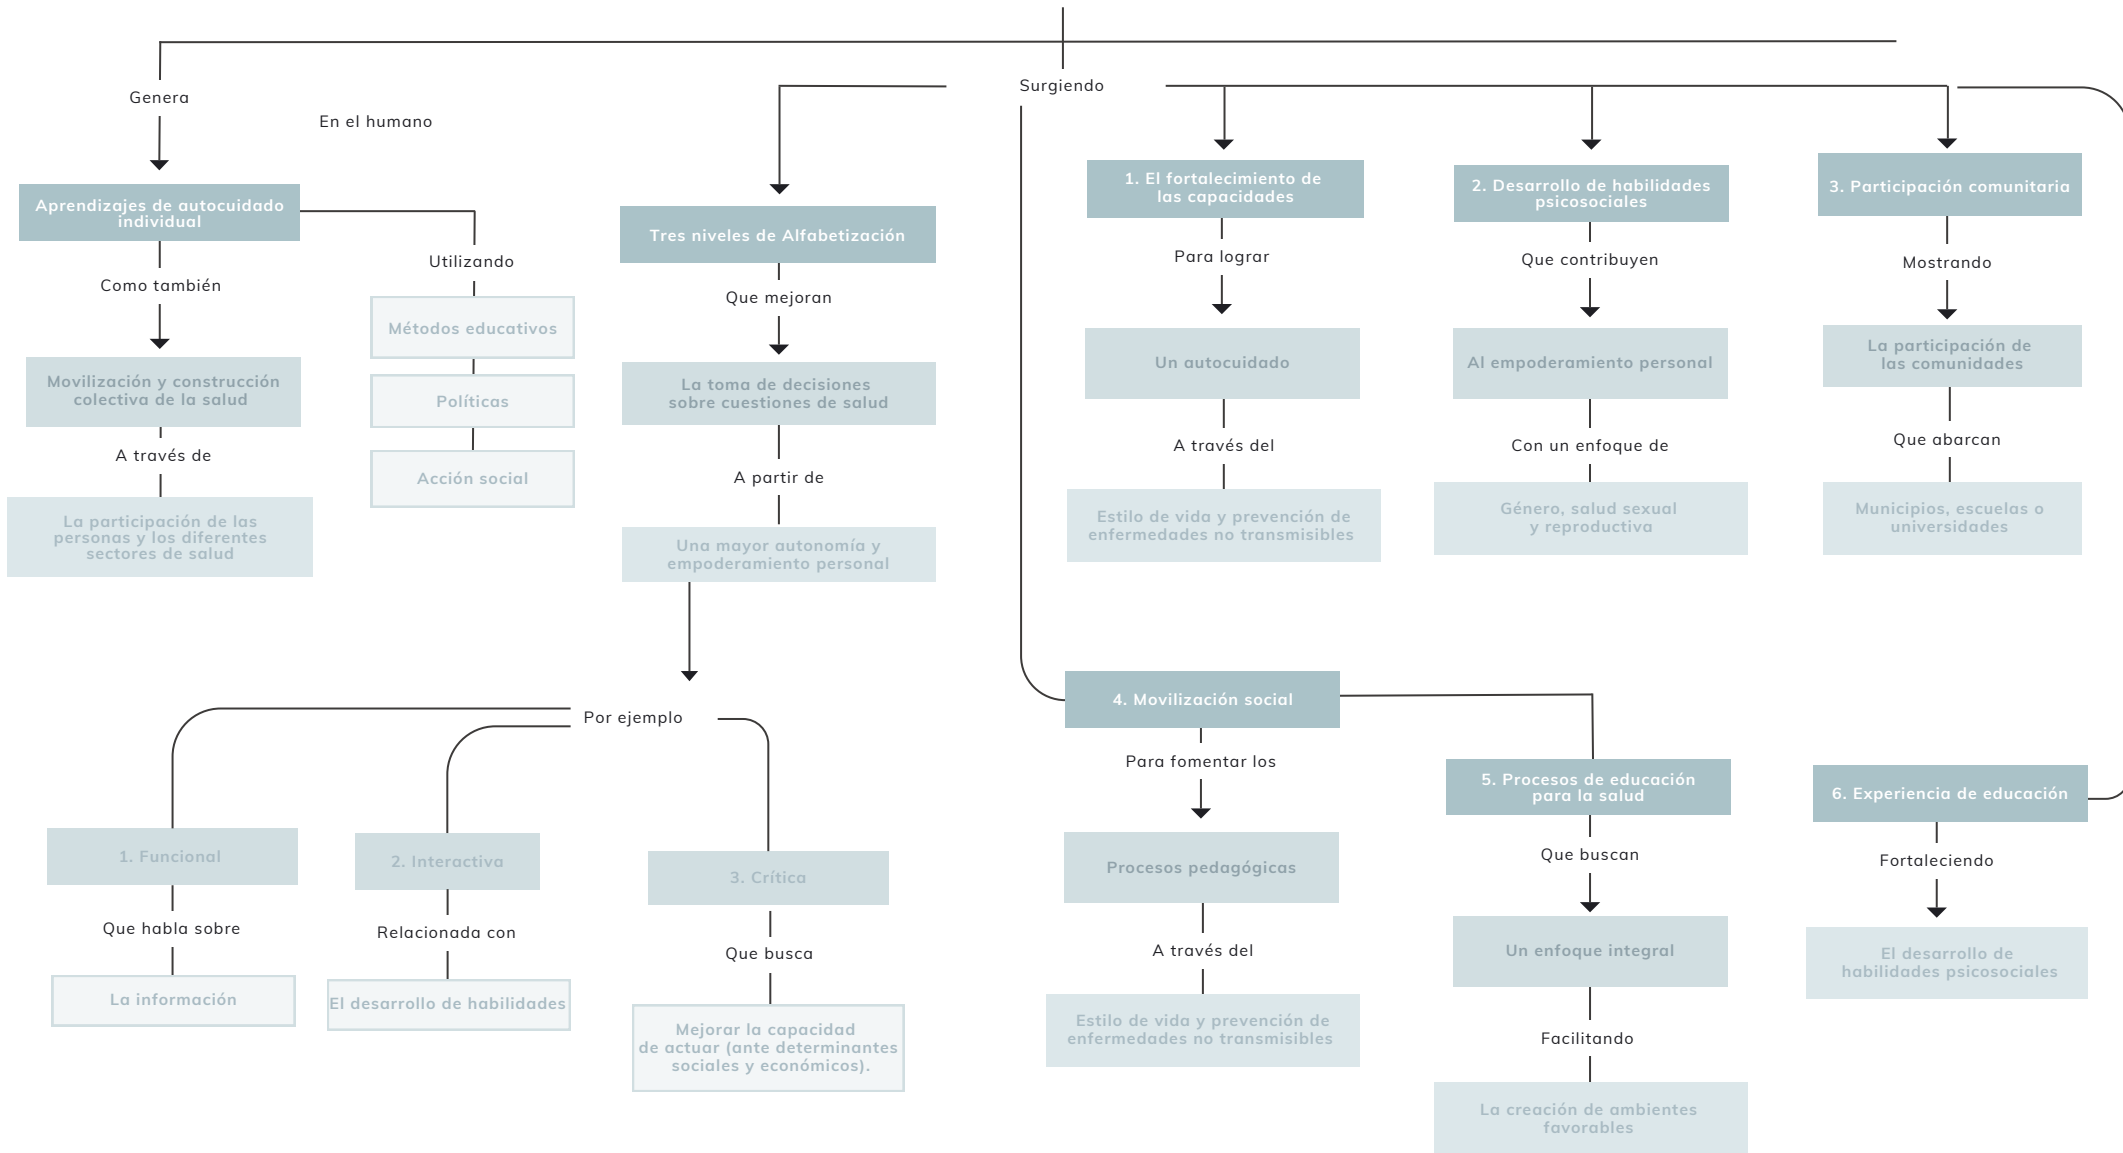 Surgiendo
Genera
En el humano
Aprendizajes de autocuidado
individual
Utilizando
Como también
Métodos educativos
Movilización y construcción
colectiva de la salud
Políticas
A través de
Acción social
La participación de las
personas y los diferentes
sectores de salud
Tres niveles de Alfabetización
Que mejoran
La toma de decisiones
sobre cuestiones de salud
A partir de
Una mayor autonomía y
empoderamiento personal
Por ejemplo
1. Funcional
Que habla sobre
La información
2. Interactiva
Relacionada con
El desarrollo de habilidades
3. Crítica
Que busca
Mejorar la capacidad
de actuar (ante determinantes
sociales y económicos).
1. El fortalecimiento de
las capacidades
Para lograr
Un autocuidado
A través del
Estilo de vida y prevención de
enfermedades no transmisibles
2. Desarrollo de habilidades
psicosociales
Que contribuyen
Al empoderamiento personal
Con un enfoque de
Género, salud sexual
y reproductiva
3. Participación comunitaria
Mostrando
La participación de
las comunidades
Que abarcan
Municipios, escuelas o
universidades
4. Movilización social
Para fomentar los
Procesos pedagógicas
A través del
Estilo de vida y prevención de
enfermedades no transmisibles
5. Procesos de educación
para la salud
Que buscan
Un enfoque integral
Facilitando
La creación de ambientes
favorables
6. Experiencia de educación
Fortaleciendo
El desarrollo de
habilidades psicosociales